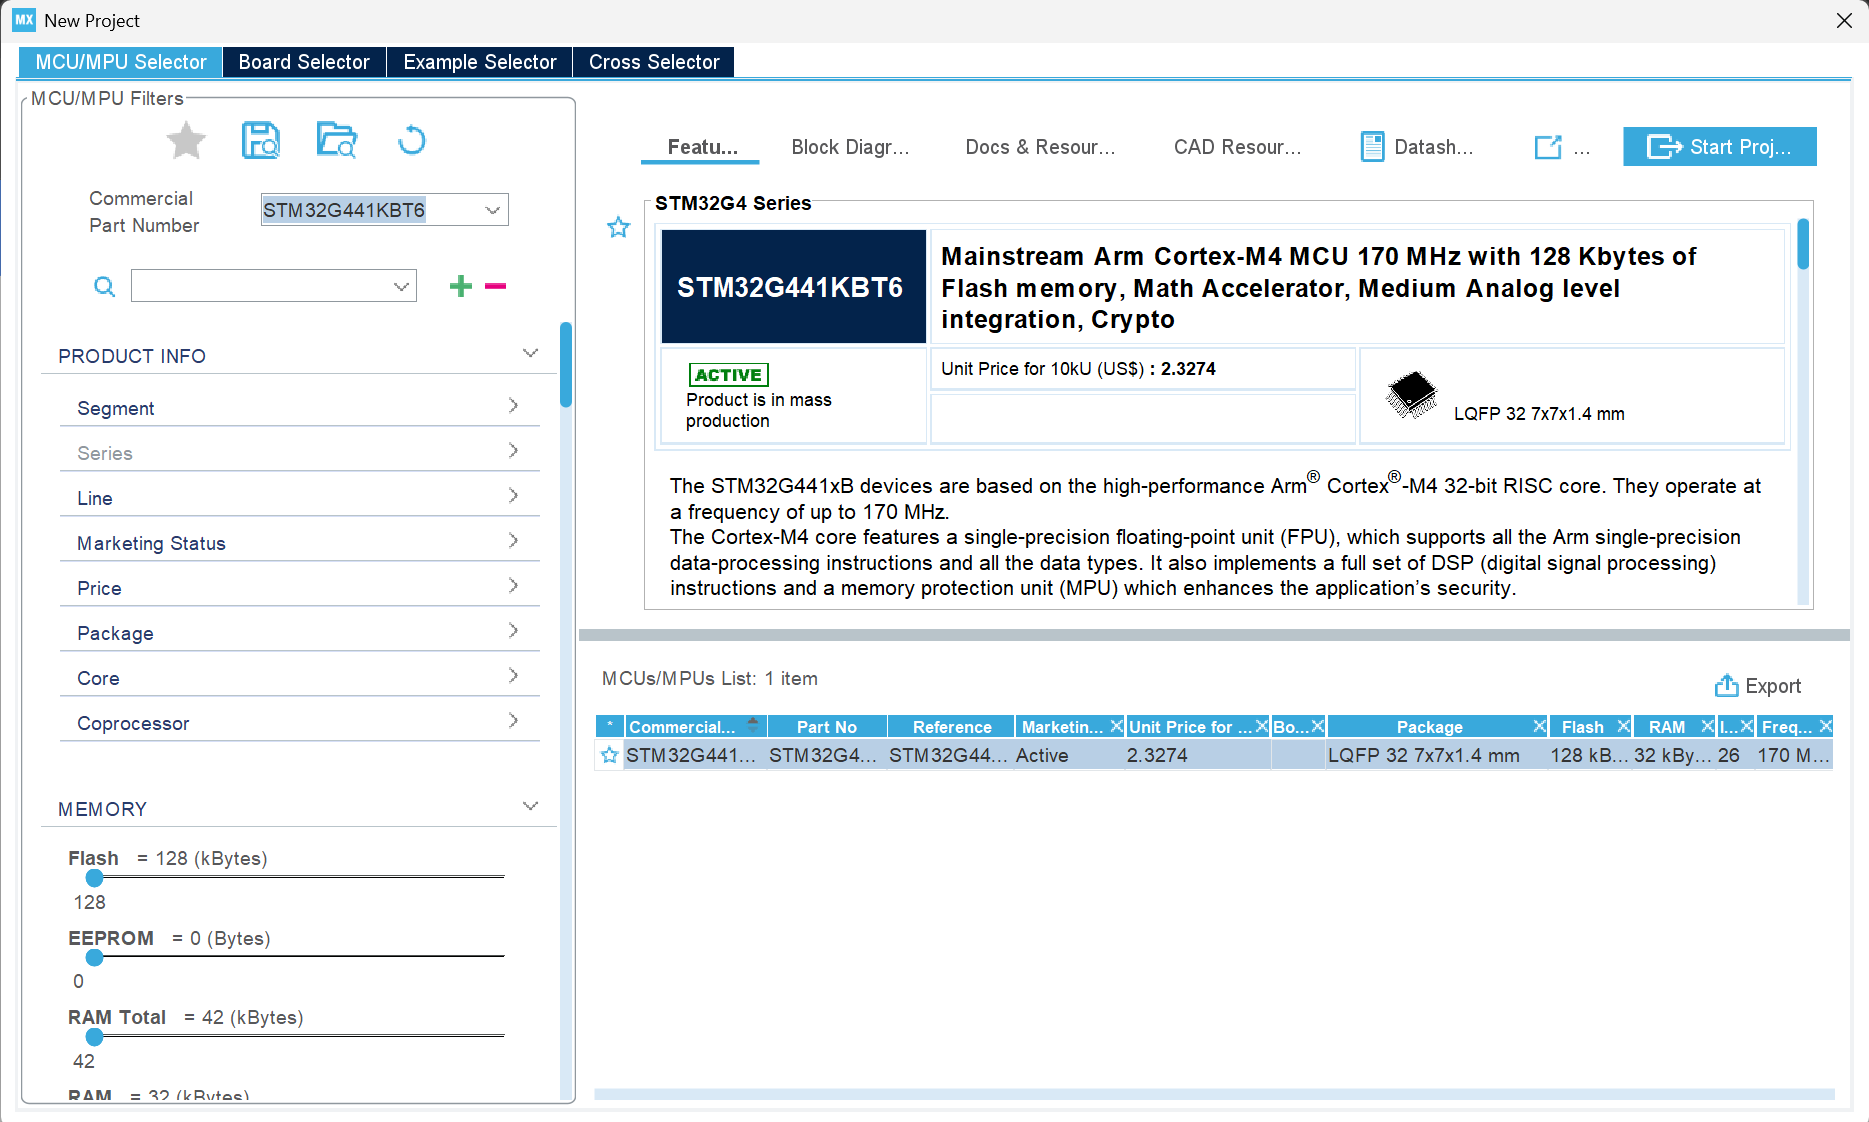 MX New Project
MCU/MPU Selector
Board Selector
Example Selector
Cross Selector
MCU/MPU Filters
Commercial
Part Number
STM32G441KBT6
PRODUCT INFO
Segment
Series
Line
Marketing Status
Price
Package
Core
Coprocessor
MEMORY
Flash = 128 (kBytes)
128
EEPROM = 0 (Bytes)
0
RAM Total = 42 (kBytes)
42
RAM = 32 (kBytes)
Featu...
Block Diagr...
Docs & Resour...
CAD Resour...
Datash...
...
Start Proj...
STM32G4 Series
STM32G441KBT6
Mainstream Arm Cortex-M4 MCU 170 MHz with 128 Kbytes of
Flash memory, Math Accelerator, Medium Analog level
integration, Crypto
ACTIVE
Product is in mass
production
Unit Price for 10kU (US$) : 2.3274
LQFP 32 7x7x1.4 mm
The STM32G441xB devices are based on the high-performance Arm® Cortex®-M4 32-bit RISC core. They operate at
a frequency of up to 170 MHz.
The Cortex-M4 core features a single-precision floating-point unit (FPU), which supports all the Arm single-precision
data-processing instructions and all the data types. It also implements a full set of DSP (digital signal processing)
instructions and a memory protection unit (MPU) which enhances the application’s security.
MCUs/MPUs List: 1 item
Export
* Commercial... Part No Reference Marketin... Unit Price for ... Bo... Package Flash RAM I... Freq...
STM32G441... STM32G4... STM32G44... Active 2.3274 LQFP 32 7x7x1.4 mm 128 kB... 32 kBy... 26 170 M...